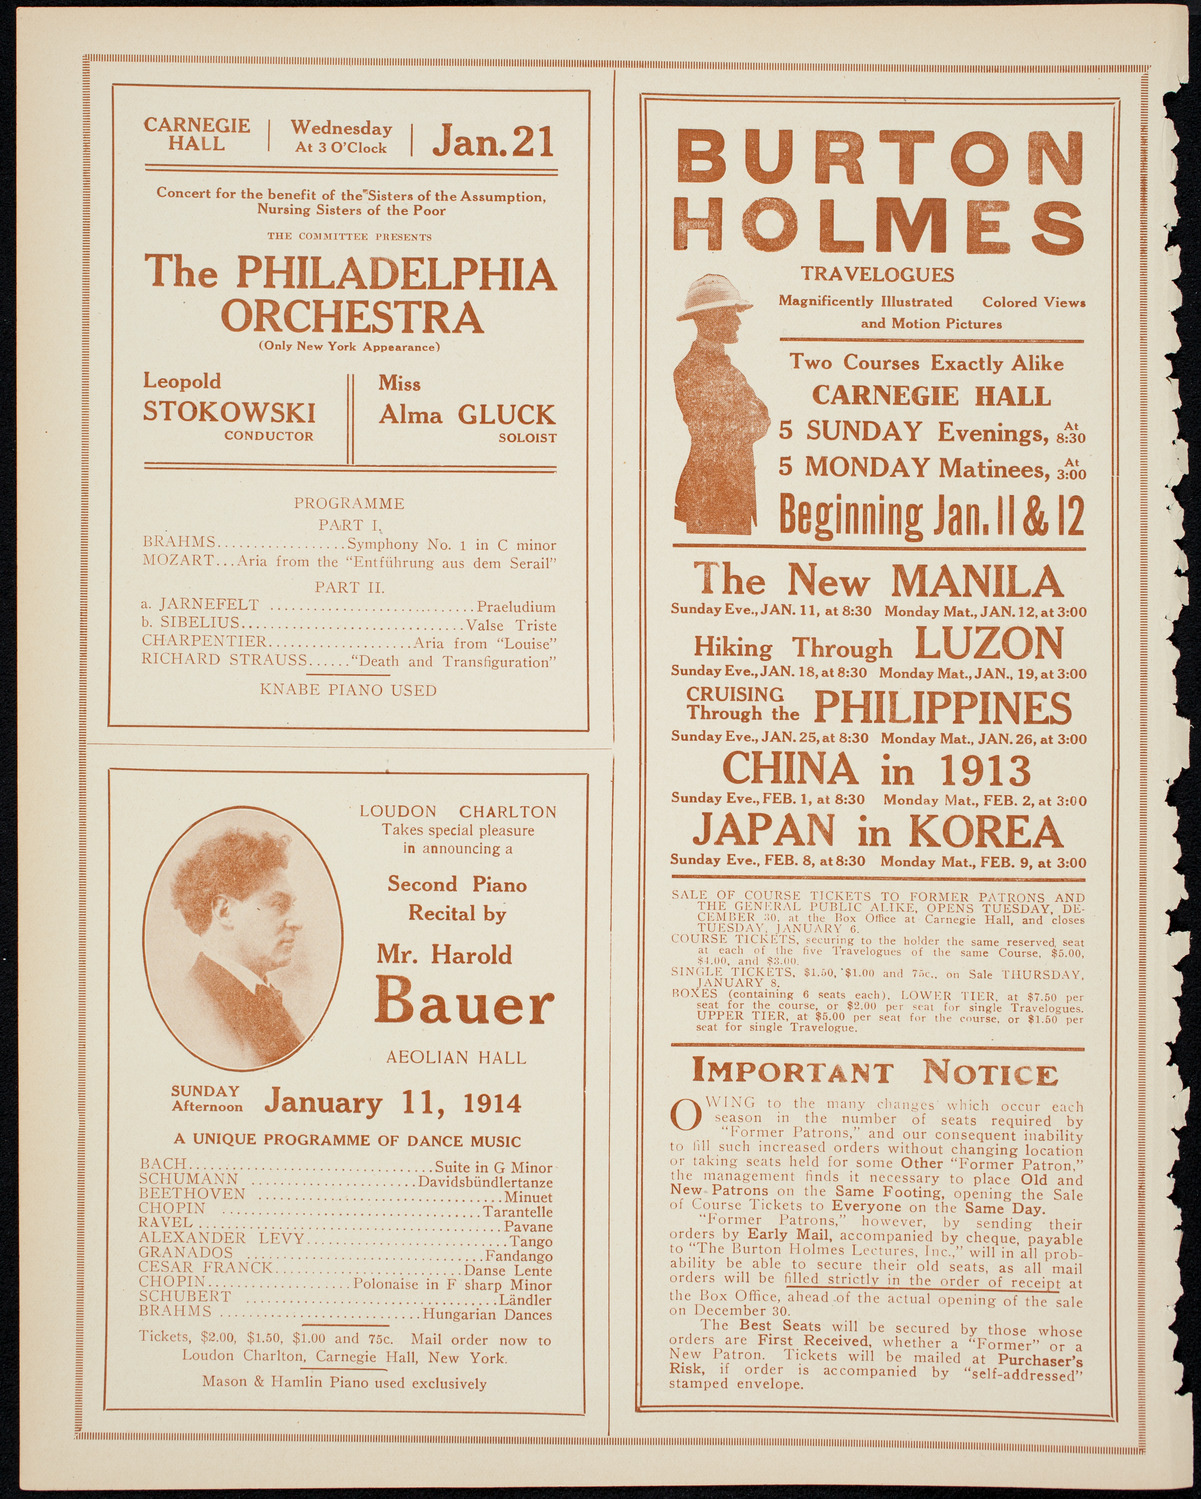 CARNEGIE HALL
Wednesday
At 3 O'Clock
Jan. 21
Concert for the benefit of the Sisters of the Assumption,
Nursing Sisters of the Poor
THE COMMITTEE PRESENTS
The PHILADELPHIA
ORCHESTRA
(Only New York Appearance)
Leopold
STOKOWSKI
CONDUCTOR
Miss
Alma GLUCK
SOLOIST
PROGRAMME
PART I,
BRAHMS..................Symphony No. 1 in C minor
MOZART...Aria from the “Entführung aus dem Serail”
PART II.
a. JARNEFELT ..........................Praeludium
b. SIBELIUS..............................Valse Triste
CHARPENTIER....................Aria from “Louise”
RICHARD STRAUSS......“Death and Transfiguration”
KNABE PIANO USED
LOUDON CHARLTON
Takes special pleasure
in announcing a
Second Piano
Recital by
Mr. Harold
Bauer
AEOLIAN HALL
SUNDAY
Afternoon
January 11, 1914
A UNIQUE PROGRAMME OF DANCE MUSIC
BACH..................................Suite in G Minor
SCHUMANN .......................Davidsbündlertanze
BEETHOVEN ..................................Minuet
CHOPIN ....................................Tarantelle
RAVEL ..........................................Pavane
ALEXANDER LEVY................................Tango
GRANADOS .................................Fandango
CESAR FRANCK..........................Danse Lente
CHOPIN....................Polonaise in F sharp Minor
SCHUBERT ...................................Ländler
BRAHMS ............................Hungarian Dances
Tickets, $2.00, $1.50, $1.00 and 75c. Mail order now to
Loudon Charlton, Carnegie Hall, New York.
Mason & Hamlin Piano used exclusively
BURTON
HOLMES
TRAVELOGUES
Magnificently Illustrated Colored Views
and Motion Pictures
Two Courses Exactly Alike
CARNEGIE HALL
5 SUNDAY Evenings, At 8:30
5 MONDAY Matinees, At 3:00
Beginning Jan. 11 & 12
The New MANILA
Sunday Eve., JAN. 11, at 8:30 Monday Mat., JAN. 12, at 3:00
Hiking Through LUZON
Sunday Eve., JAN. 18, at 8:30 Monday Mat., JAN., 19, at 3:00
CRUISING
Through the PHILIPPINES
Sunday Eve., JAN. 25, at 8:30 Monday Mat., JAN. 26, at 3:00
CHINA in 1913
Sunday Eve., FEB. 1, at 8:30 Monday Mat., FEB. 2, at 3:00
JAPAN in KOREA
Sunday Eve., FEB. 8, at 8:30 Monday Mat., FEB. 9, at 3:00
SALE OF COURSE TICKETS TO FORMER PATRONS AND
THE GENERAL PUBLIC ALIKE, OPENS TUESDAY, DE-
CEMBER 30, at the Box Office at Carnegie Hall, and closes
TUESDAY, JANUARY 6.
COURSE TICKETS, securing to the holder the same reserved seat
at each of the five Travelogues of the same Course, $5.00,
$4.00, and $3.00.
SINGLE TICKETS, $1.50, $1.00 and 75c., on Sale THURSDAY,
JANUARY 8.
BOXES (containing 6 seats each), LOWER TIER, at $7.50 per
seat for the course, or $2.00 per seat for single Travelogues.
UPPER TIER, at $5.00 per seat for the course, or $1.50 per
seat for single Travelogue.
IMPORTANT NOTICE
OWING to the many changes which occur each
season in the number of seats required by
“Former Patrons,” and our consequent inability
to fill such increased orders without changing location
or taking seats held for some Other “Former Patron,”
the management finds it necessary to place Old and
New Patrons on the Same Footing, opening the Sale
of Course Tickets to Everyone on the Same Day.
“Former Patrons,” however, by sending their
orders by Early Mail, accompanied by cheque, payable
to “The Burton Holmes Lectures, Inc.,” will in all prob-
ability be able to secure their old seats, as all mail
orders will be filled strictly in the order of receipt at
the Box Office, ahead of the actual opening of the sale
on December 30.
The Best Seats will be secured by those whose
orders are First Received, whether a “Former” or a
New Patron. Tickets will be mailed at Purchaser's
Risk, if order is accompanied by “self-addressed”
stamped envelope.